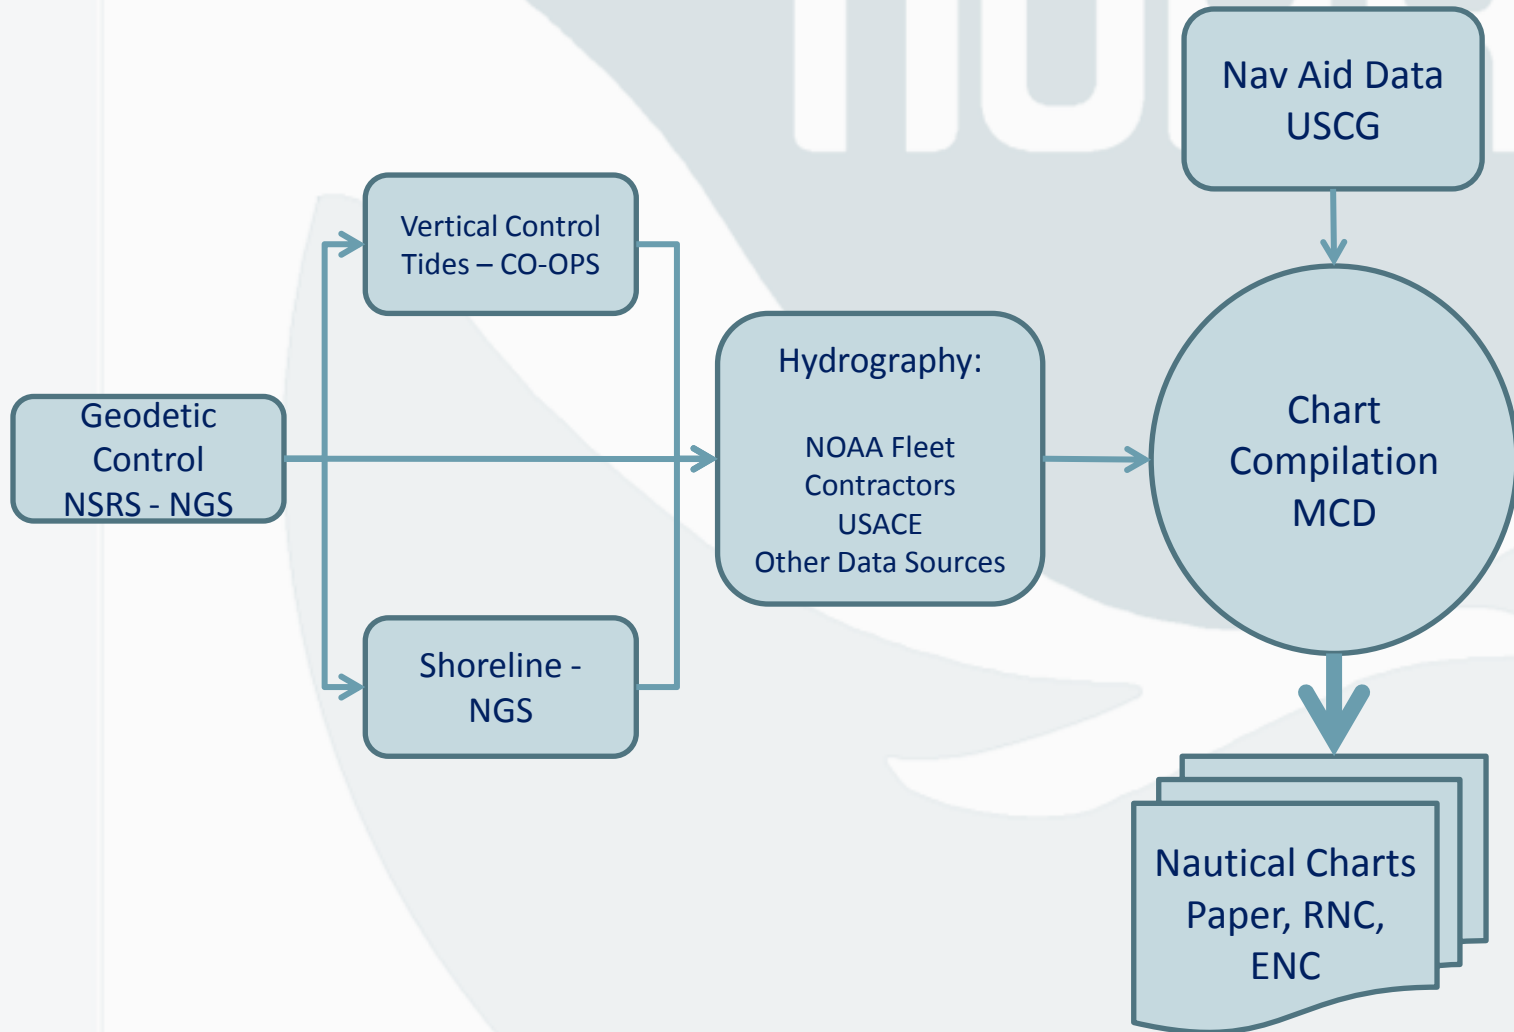 Nav Aid Data
USCG
Vertical Control
Tides – CO-OPS
Geodetic
Control
NSRS - NGS
Hydrography:
NOAA Fleet
Contractors
USACE
Other Data Sources
Chart
Compilation
MCD
Shoreline -
NGS
Nautical Charts
Paper, RNC,
ENC